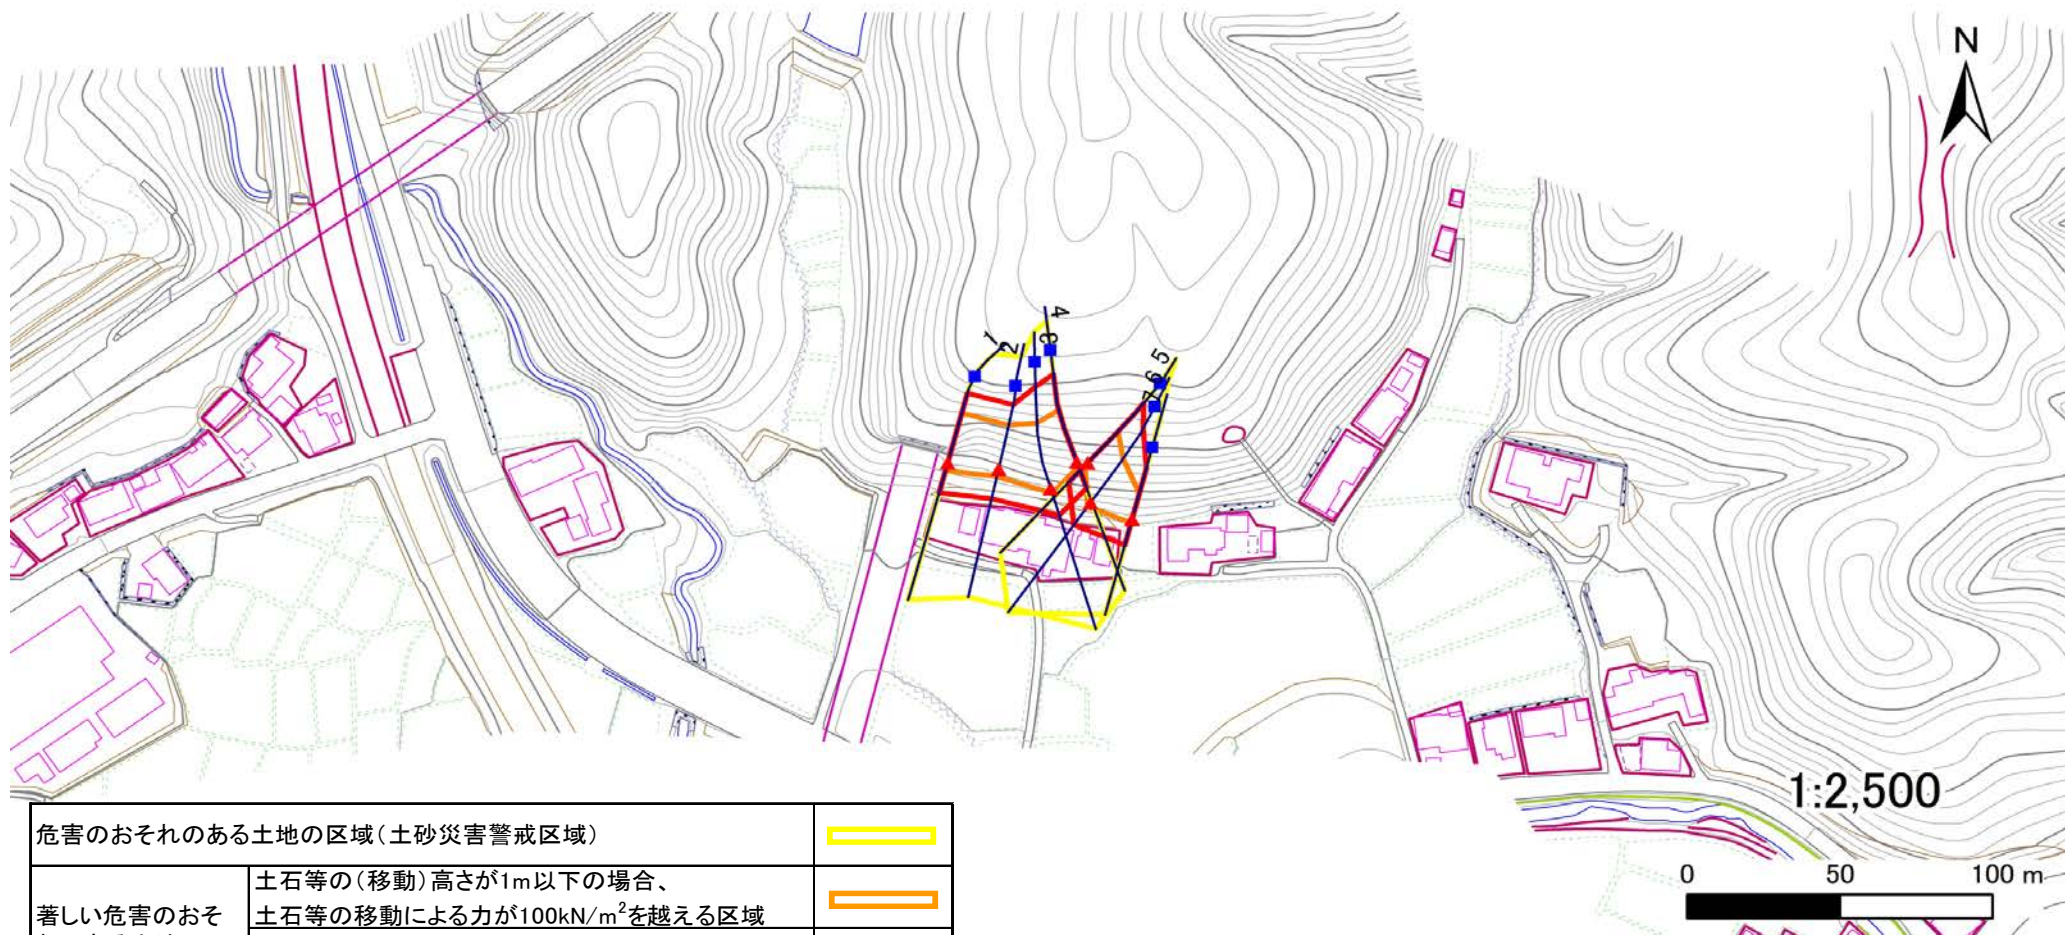 N
4
1
2
3
5
6
7
1:2,500
危害のおそれのある土地の区域(土砂災害警戒区域)
土石等の(移動)高さが1m以下の場合、
著しい危害のおそ
土石等の移動による力が100kN/m²を越える区域
0 50 100 m